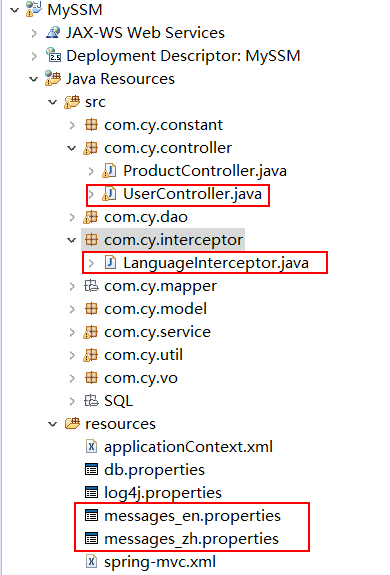 MySSM
JAX-WS Web Services
Deployment Descriptor: MySSM
Java Resources
src
com.cy.constant
com.cy.controller
ProductController.java
UserController.java
com.cy.dao
com.cy.interceptor
LanguageInterceptor.java
com.cy.mapper
com.cy.model
com.cy.service
com.cy.util
com.cy.vo
SQL
resources
applicationContext.xml
db.properties
log4j.properties
messages_en.properties
messages_zh.properties
spring-mvc.xml